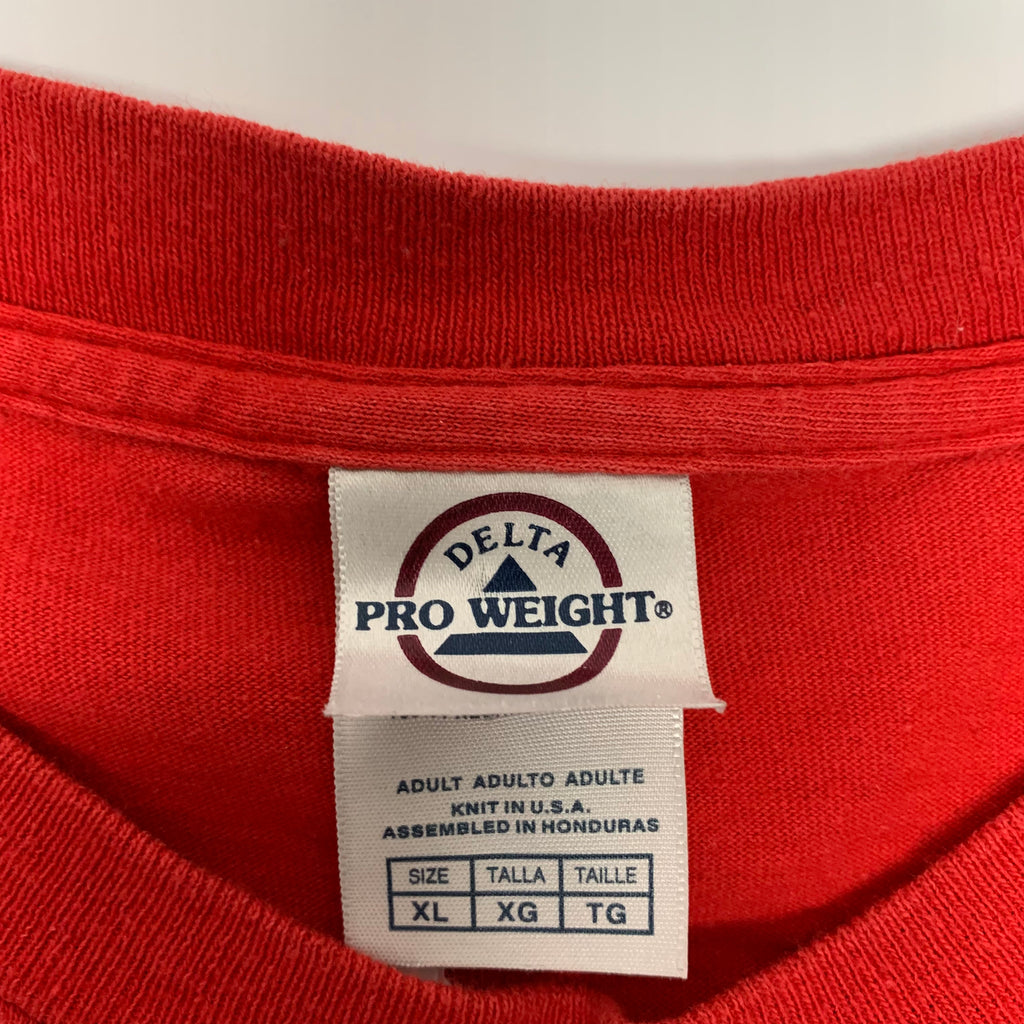 DELTA
PRO WEIGHT®
ADULT ADULTO ADULTE
KNIT IN U.S.A.
ASSEMBLED IN HONDURAS
SIZE TALLA TAILLE
XL XG TG